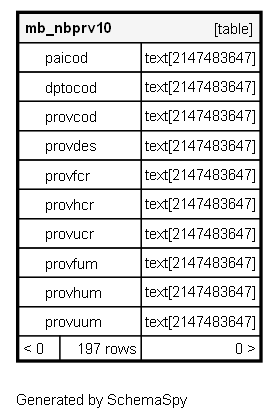 mb_nbprv10 [table]
paicod text[2147483647]
dptocod text[2147483647]
provcod text[2147483647]
provdes text[2147483647]
provfcr text[2147483647]
provhcr text[2147483647]
provucr text[2147483647]
provfum text[2147483647]
provhum text[2147483647]
provuum text[2147483647]
< 0 197 rows 0 >
Generated by SchemaSpy